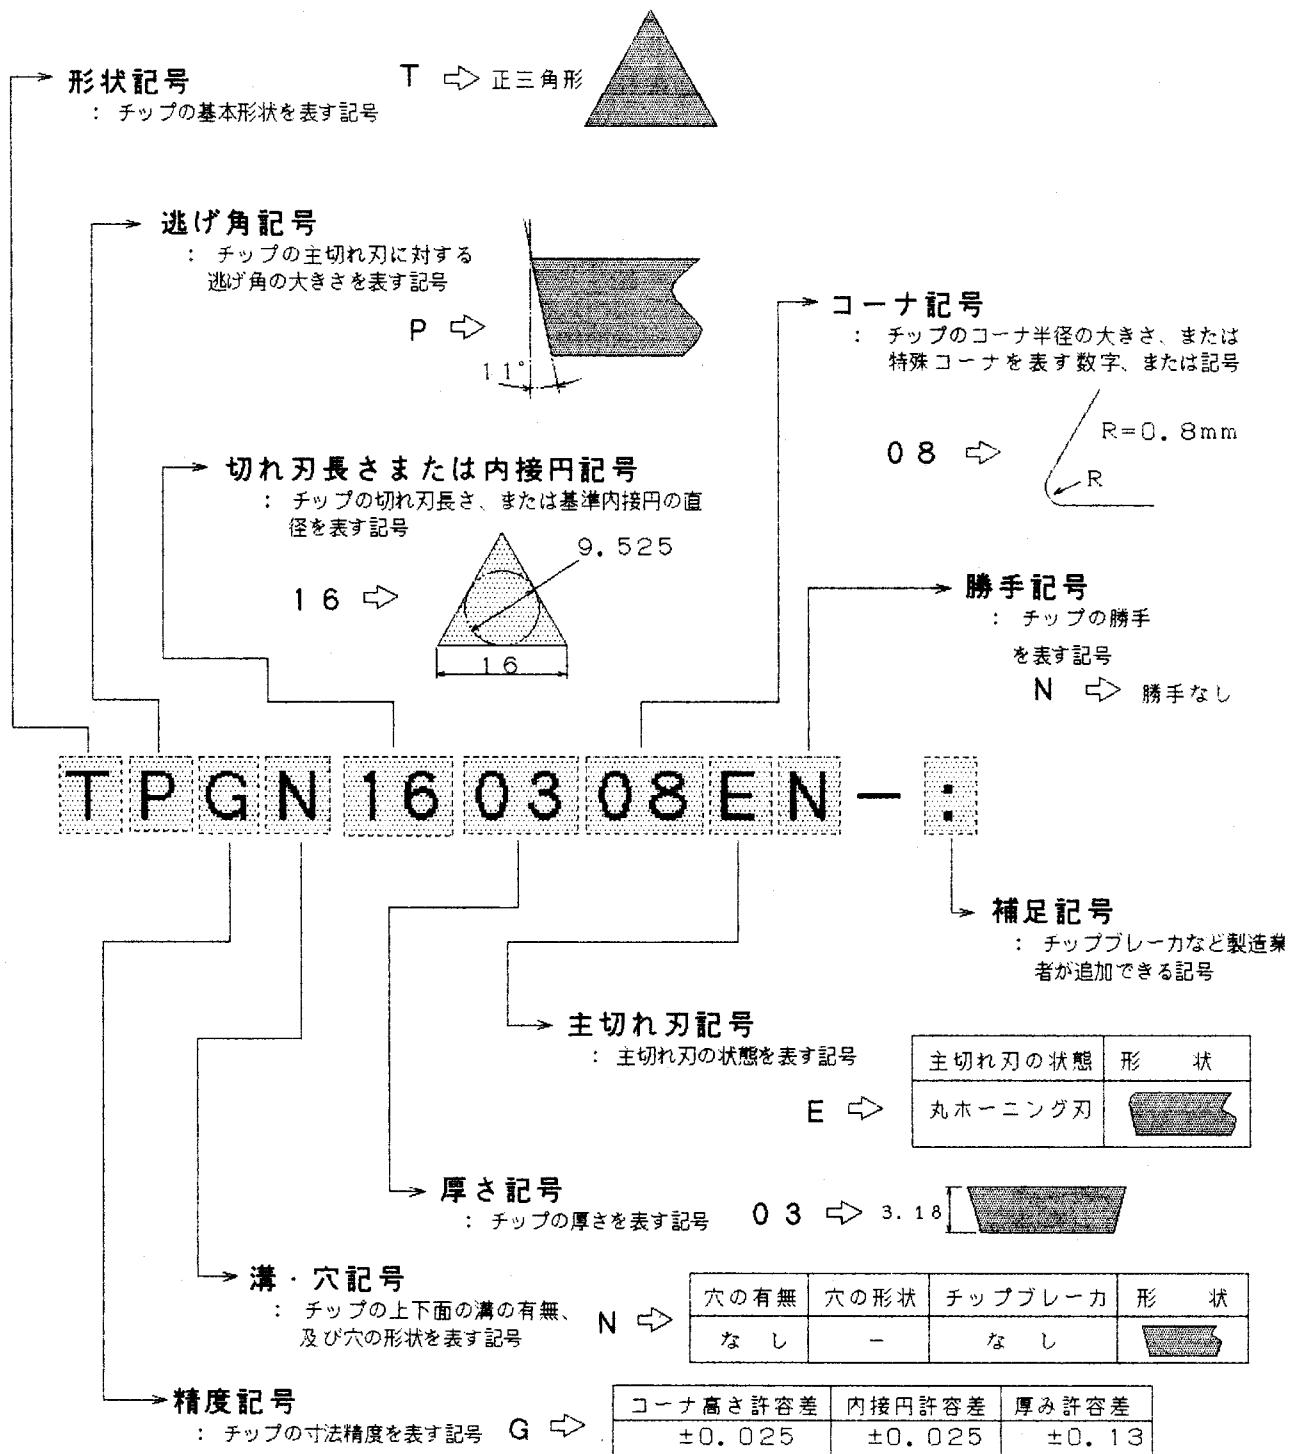 形状記号
： チップの基本形状を表す記号
T ⇨ 正三角形
逃げ角記号
： チップの主切れ刃に対する
逃げ角の大きさを表す記号
P ⇨
11°
コーナ記号
： チップのコーナ半径の大きさ、または
特殊コーナを表す数字、または記号
08 ⇨
R=0.8mm
R
切れ刃長さまたは内接円記号
： チップの切れ刃長さ、または基準内接円の直
径を表す記号
9.525
16 ⇨
16
勝手記号
： チップの勝手
を表す記号
N ⇨ 勝手なし
TPGN160308EN－：
補足記号
： チップブレーカなど製造業
者が追加できる記号
主切れ刃記号
： 主切れ刃の状態を表す記号
主切れ刃の状態 形 状
E ⇨ 丸ホーニング刃
厚さ記号
： チップの厚さを表す記号 03 ⇨ 3.18
溝・穴記号
： チップの上下面の溝の有無、
及び穴の形状を表す記号
N ⇨
穴の有無 穴の形状 チップブレーカ 形 状
な し － な し
精度記号
： チップの寸法精度を表す記号 G ⇨
コーナ高さ許容差 内接円許容差 厚み許容差
±0.025 ±0.025 ±0.13